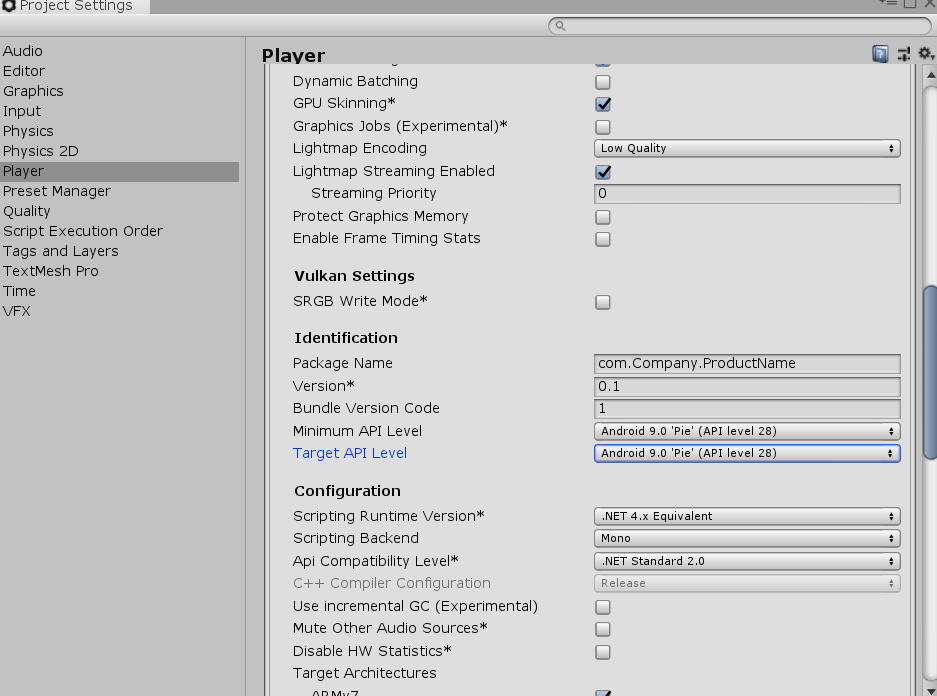 Project Settings
Audio
Editor
Graphics
Input
Physics
Physics 2D
Player
Preset Manager
Quality
Script Execution Order
Tags and Layers
TextMesh Pro
Time
VFX
Player
Dynamic Batching
GPU Skinning*
Graphics Jobs (Experimental)*
Lightmap Encoding Low Quality
Lightmap Streaming Enabled
Streaming Priority 0
Protect Graphics Memory
Enable Frame Timing Stats
Vulkan Settings
SRGB Write Mode*
Identification
Package Name com.Company.ProductName
Version* 0.1
Bundle Version Code 1
Minimum API Level Android 9.0 'Pie' (API level 28)
Target API Level Android 9.0 'Pie' (API level 28)
Configuration
Scripting Runtime Version* .NET 4.x Equivalent
Scripting Backend Mono
Api Compatibility Level* .NET Standard 2.0
C++ Compiler Configuration Release
Use incremental GC (Experimental)
Mute Other Audio Sources*
Disable HW Statistics*
Target Architectures
ARMv7